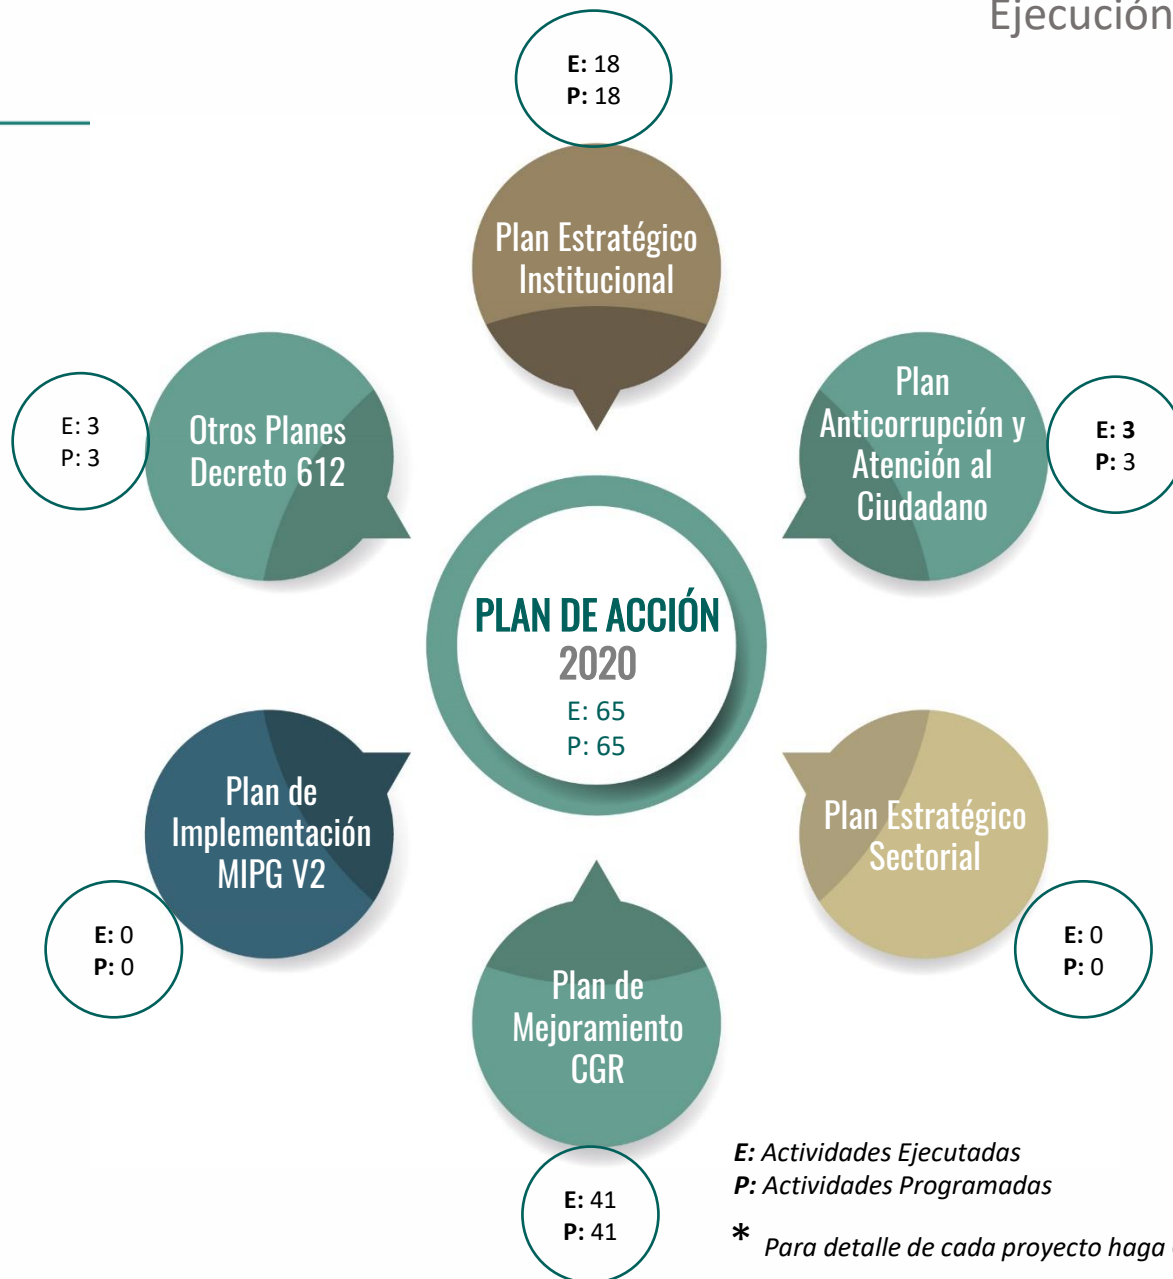 Ejecución
E: 18
P: 18
Plan Estratégico
Institucional
E: 3
P: 3
Otros Planes
Decreto 612
Plan
Anticorrupción y
Atención al
Ciudadano
E: 3
P: 3
PLAN DE ACCIÓN
2020
E: 65
P: 65
Plan de
Implementación
MIPG V2
E: 0
P: 0
Plan Estratégico
Sectorial
E: 0
P: 0
Plan de
Mejoramiento
CGR
E: 41
P: 41
E: Actividades Ejecutadas
P: Actividades Programadas
* Para detalle de cada proyecto haga